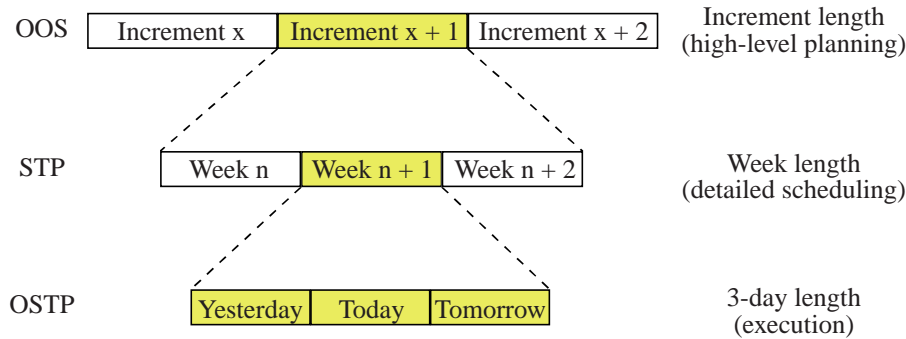 OOS Increment x Increment x + 1 Increment x + 2 Increment length
(high-level planning)
STP Week n Week n + 1 Week n + 2 Week length
(detailed scheduling)
OSTP Yesterday Today Tomorrow 3-day length
(execution)